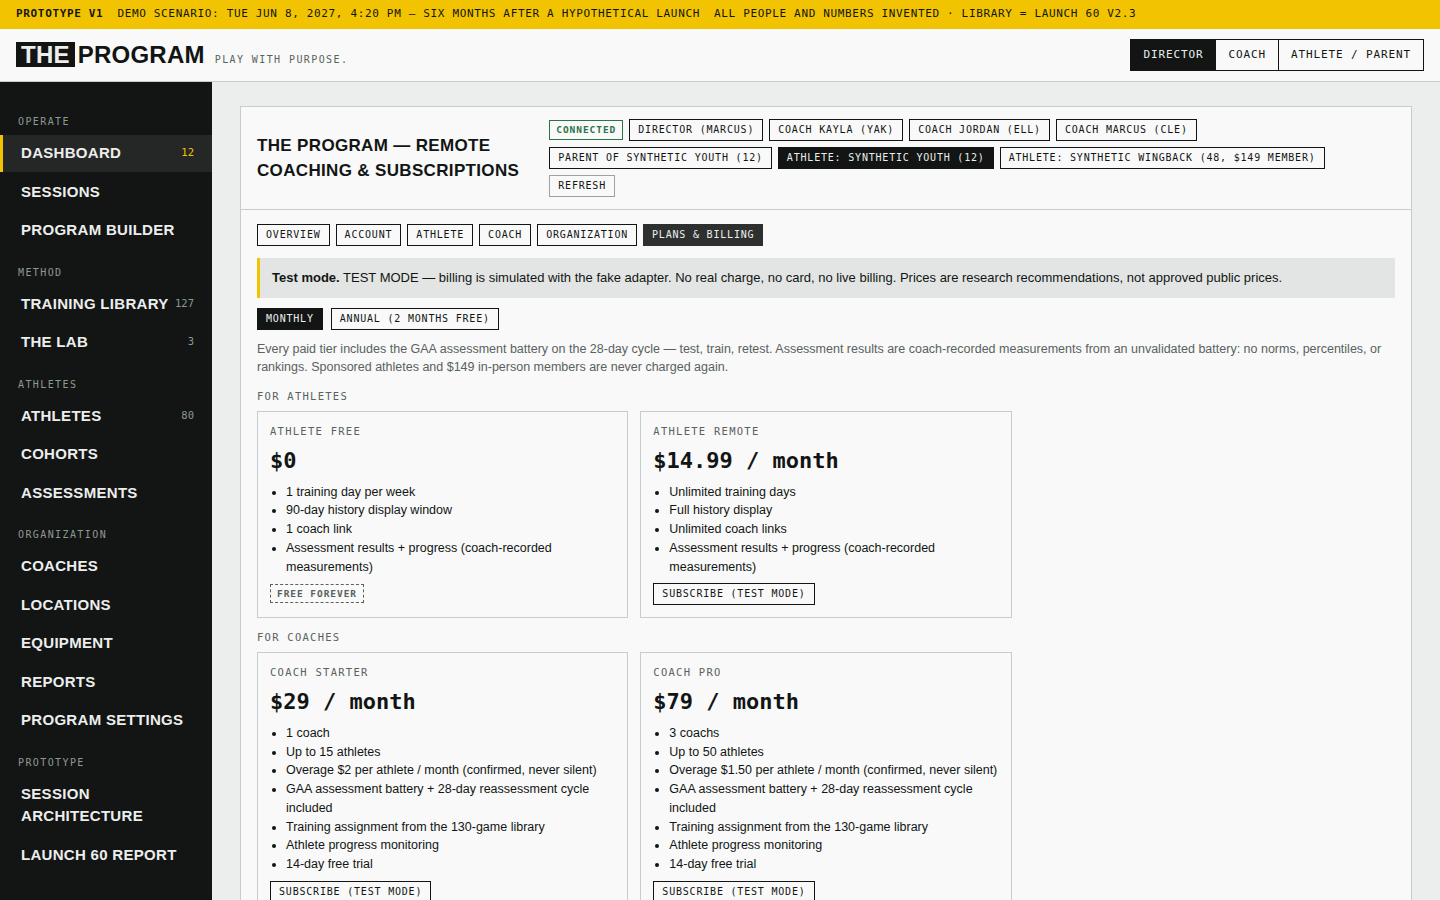 PROTOTYPE V1 DEMO SCENARIO: TUE JUN 8, 2027, 4:20 PM — SIX MONTHS AFTER A HYPOTHETICAL LAUNCH ALL PEOPLE AND NUMBERS INVENTED · LIBRARY = LAUNCH 60 V2.3
THE PROGRAM PLAY WITH PURPOSE.
DIRECTOR COACH ATHLETE / PARENT
OPERATE
DASHBOARD 12
SESSIONS
PROGRAM BUILDER
METHOD
TRAINING LIBRARY 127
THE LAB 3
ATHLETES
ATHLETES 80
COHORTS
ASSESSMENTS
ORGANIZATION
COACHES
LOCATIONS
EQUIPMENT
REPORTS
PROGRAM SETTINGS
PROTOTYPE
SESSION
ARCHITECTURE
LAUNCH 60 REPORT
THE PROGRAM — REMOTE
COACHING & SUBSCRIPTIONS
CONNECTED DIRECTOR (MARCUS) COACH KAYLA (YAK) COACH JORDAN (ELL) COACH MARCUS (CLE)
PARENT OF SYNTHETIC YOUTH (12) ATHLETE: SYNTHETIC YOUTH (12) ATHLETE: SYNTHETIC WINGBACK (48, $149 MEMBER)
REFRESH
OVERVIEW ACCOUNT ATHLETE COACH ORGANIZATION PLANS & BILLING
Test mode. TEST MODE — billing is simulated with the fake adapter. No real charge, no card, no live billing. Prices are research recommendations, not approved public prices.
MONTHLY ANNUAL (2 MONTHS FREE)
Every paid tier includes the GAA assessment battery on the 28-day cycle — test, train, retest. Assessment results are coach-recorded measurements from an unvalidated battery: no norms, percentiles, or
rankings. Sponsored athletes and $149 in-person members are never charged again.
FOR ATHLETES
ATHLETE FREE
$0
• 1 training day per week
• 90-day history display window
• 1 coach link
• Assessment results + progress (coach-recorded
measurements)
FREE FOREVER
ATHLETE REMOTE
$14.99 / month
• Unlimited training days
• Full history display
• Unlimited coach links
• Assessment results + progress (coach-recorded
measurements)
SUBSCRIBE (TEST MODE)
FOR COACHES
COACH STARTER
$29 / month
• 1 coach
• Up to 15 athletes
• Overage $2 per athlete / month (confirmed, never silent)
• GAA assessment battery + 28-day reassessment cycle
included
• Training assignment from the 130-game library
• Athlete progress monitoring
• 14-day free trial
SUBSCRIBE (TEST MODE)
COACH PRO
$79 / month
• 3 coachs
• Up to 50 athletes
• Overage $1.50 per athlete / month (confirmed, never silent)
• GAA assessment battery + 28-day reassessment cycle
included
• Training assignment from the 130-game library
• Athlete progress monitoring
• 14-day free trial
SUBSCRIBE (TEST MODE)